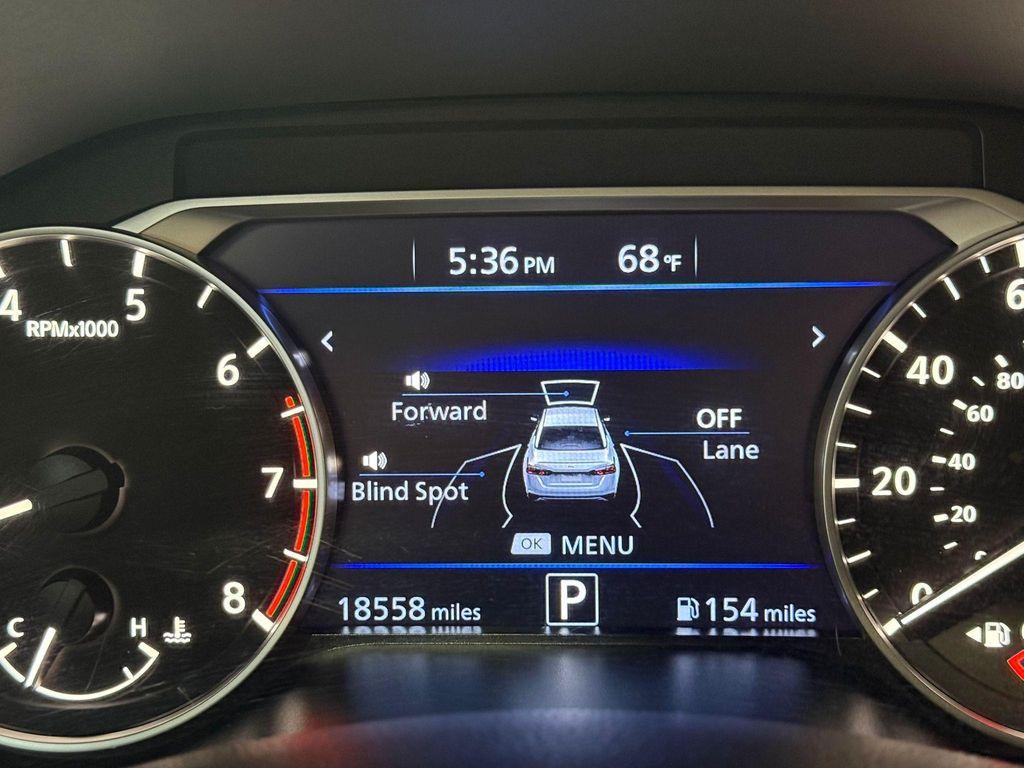 5:36 PM 68°F
4 5 6 7 8
RPMx1000
C H
< >
Forward
OFF
Lane
Blind Spot
OK MENU
18558 miles P 154 miles
0 20 40
20 40 60 80